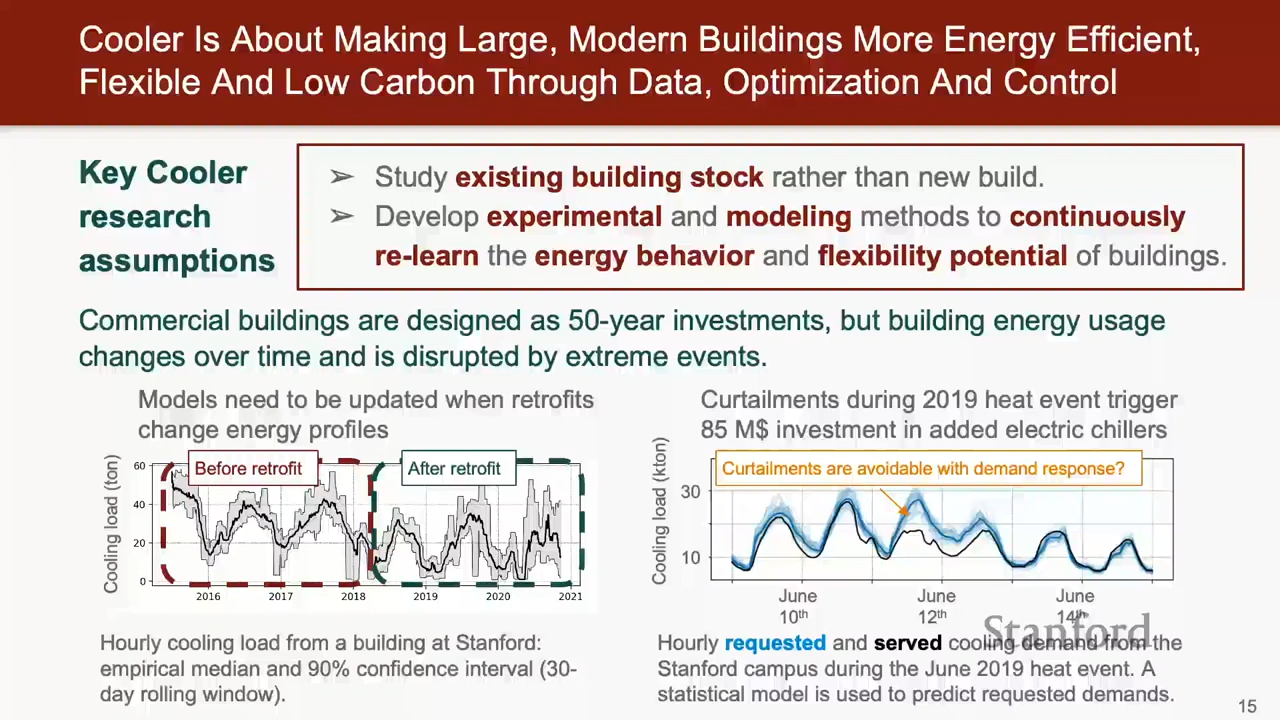 Cooler Is About Making Large, Modern Buildings More Energy Efficient,
Flexible And Low Carbon Through Data, Optimization And Control
Key Cooler
research
assumptions
➢ Study existing building stock rather than new build.
➢ Develop experimental and modeling methods to continuously
re-learn the energy behavior and flexibility potential of buildings.
Commercial buildings are designed as 50-year investments, but building energy usage
changes over time and is disrupted by extreme events.
Models need to be updated when retrofits
change energy profiles
Cooling load (ton)
60
40
20
0
Before retrofit
After retrofit
2016 2017 2018 2019 2020 2021
Hourly cooling load from a building at Stanford:
empirical median and 90% confidence interval (30-
day rolling window).
Curtailments during 2019 heat event trigger
85 M$ investment in added electric chillers
Cooling load (kton)
Curtailments are avoidable with demand response?
30
10
June June June
10th 12th 14th
Stanford
Hourly requested and served cooling demand from the
Stanford campus during the June 2019 heat event. A
statistical model is used to predict requested demands.
15